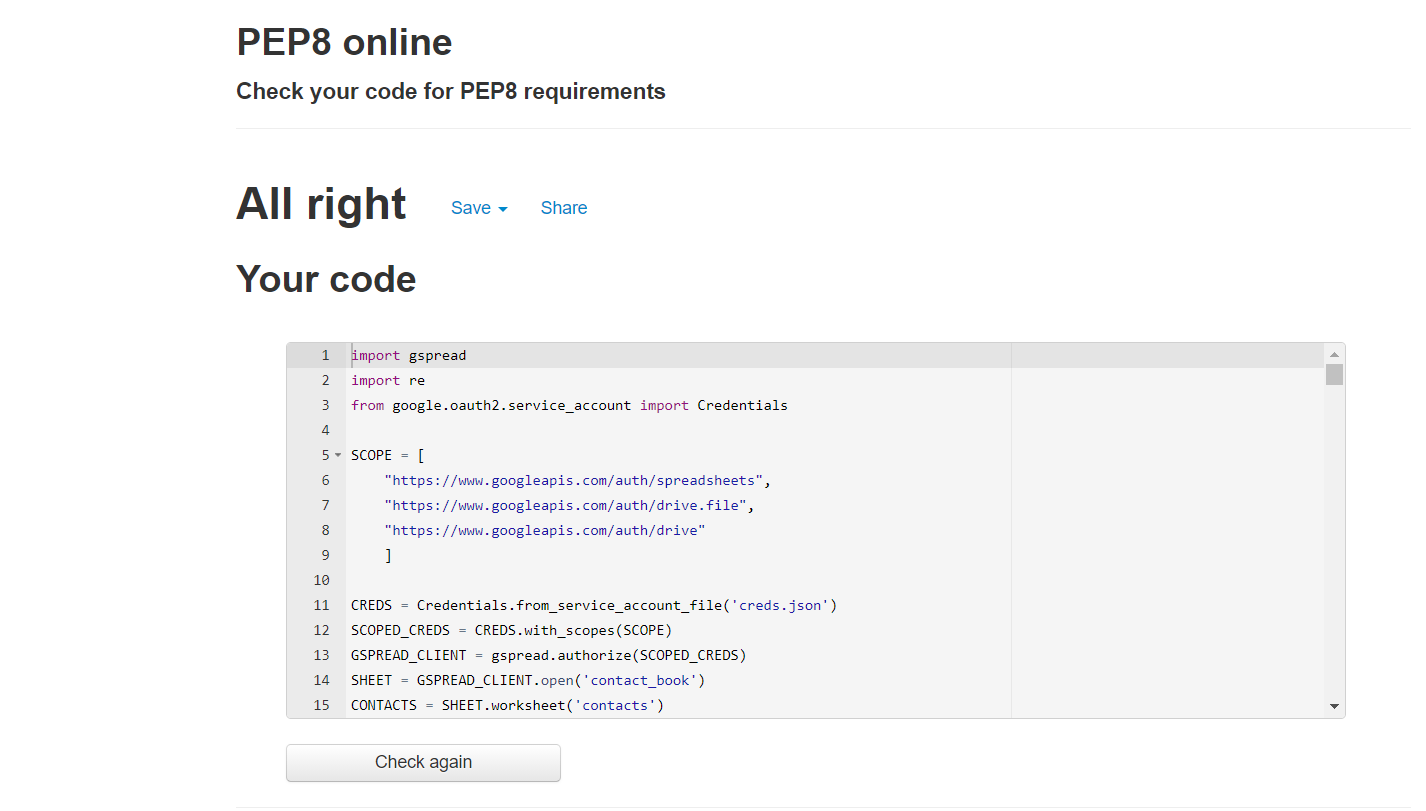 PEP8 online
Check your code for PEP8 requirements
All right Save Share
Your code
1 import gspread
2 import re
3 from google.oauth2.service_account import Credentials
4
5 SCOPE = [
6     "https://www.googleapis.com/auth/spreadsheets",
7     "https://www.googleapis.com/auth/drive.file",
8     "https://www.googleapis.com/auth/drive"
9     ]
10
11 CREDS = Credentials.from_service_account_file('creds.json')
12 SCOPED_CREDS = CREDS.with_scopes(SCOPE)
13 GSPREAD_CLIENT = gspread.authorize(SCOPED_CREDS)
14 SHEET = GSPREAD_CLIENT.open('contact_book')
15 CONTACTS = SHEET.worksheet('contacts')
Check again